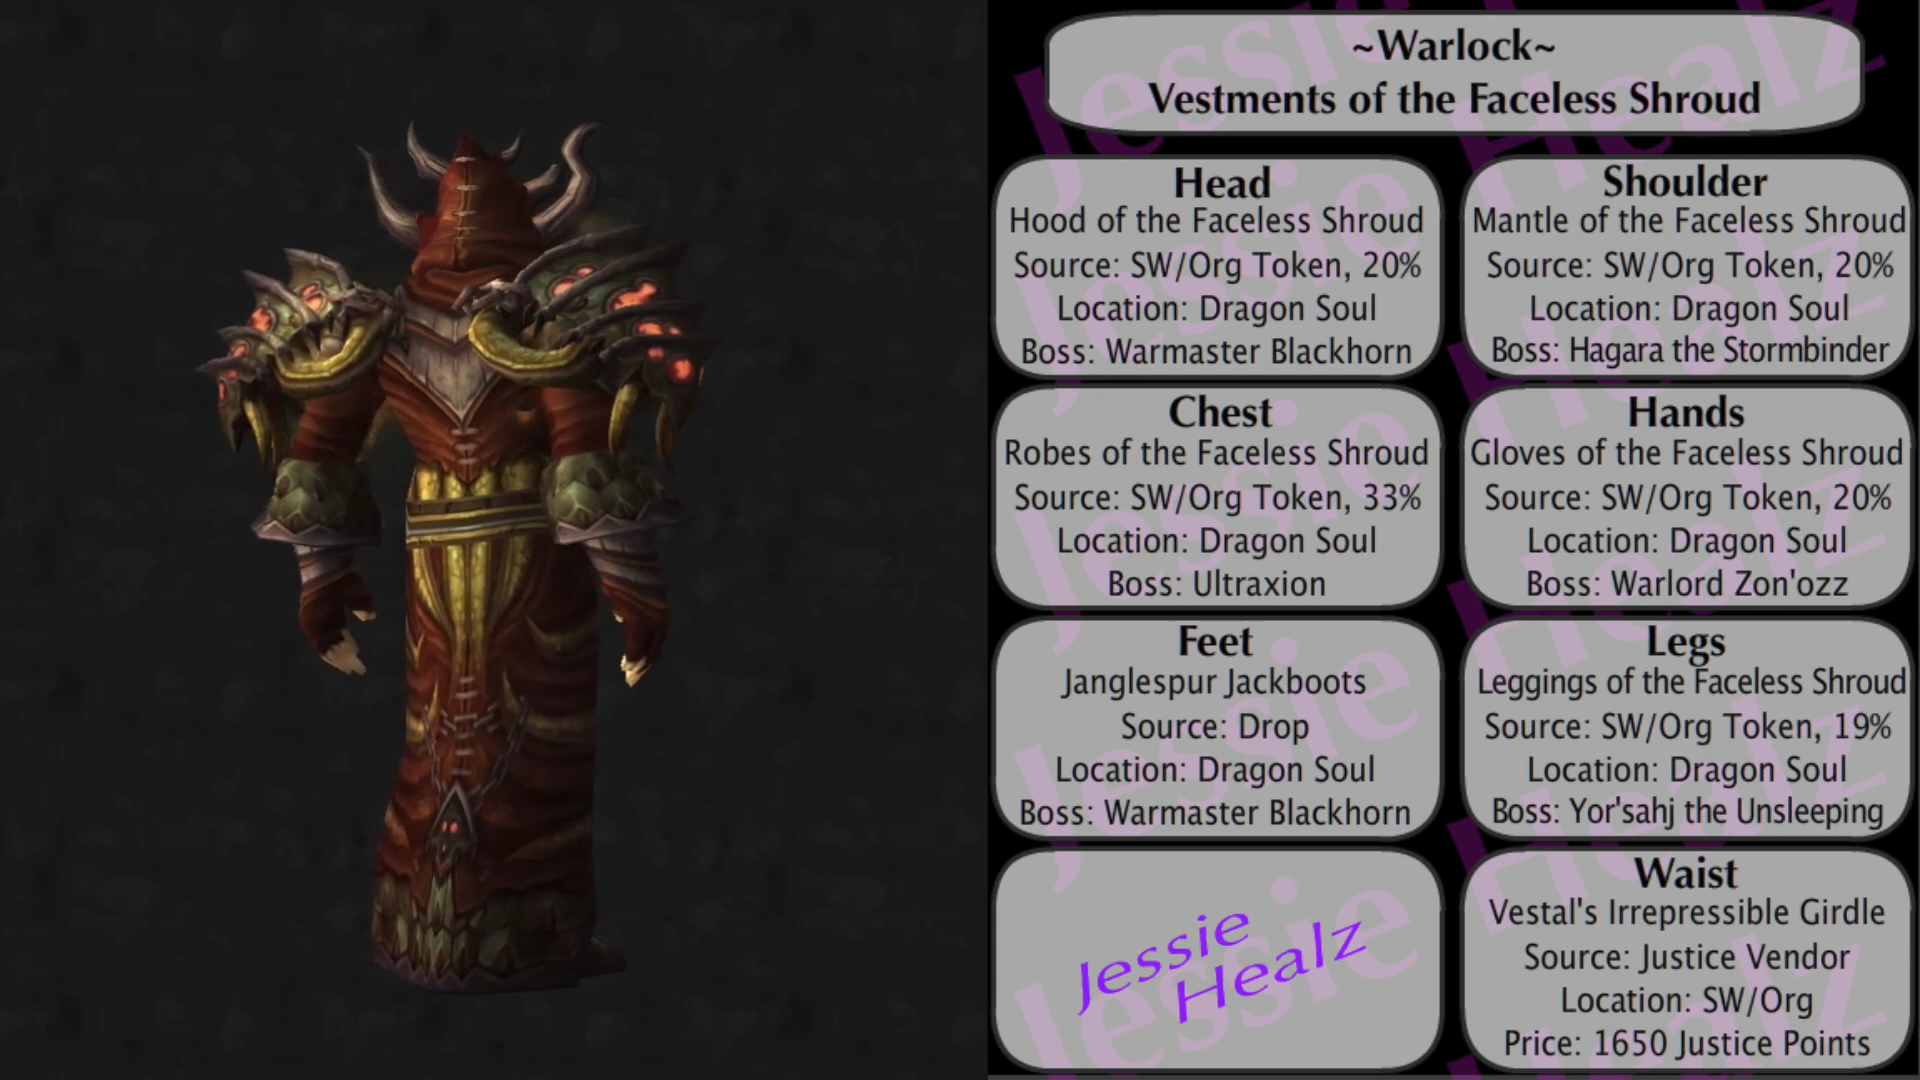 ~Warlock~
Vestments of the Faceless Shroud
Head
Hood of the Faceless Shroud
Source: SW/Org Token, 20%
Location: Dragon Soul
Boss: Warmaster Blackhorn
Shoulder
Mantle of the Faceless Shroud
Source: SW/Org Token, 20%
Location: Dragon Soul
Boss: Hagara the Stormbinder
Chest
Robes of the Faceless Shroud
Source: SW/Org Token, 33%
Location: Dragon Soul
Boss: Ultraxion
Hands
Gloves of the Faceless Shroud
Source: SW/Org Token, 20%
Location: Dragon Soul
Boss: Warlord Zon'ozz
Feet
Janglespur Jackboots
Source: Drop
Location: Dragon Soul
Boss: Warmaster Blackhorn
Legs
Leggings of the Faceless Shroud
Source: SW/Org Token, 19%
Location: Dragon Soul
Boss: Yor'sahj the Unsleeping
Jessie
Healz
Waist
Vestal's Irrepressible Girdle
Source: Justice Vendor
Location: SW/Org
Price: 1650 Justice Points